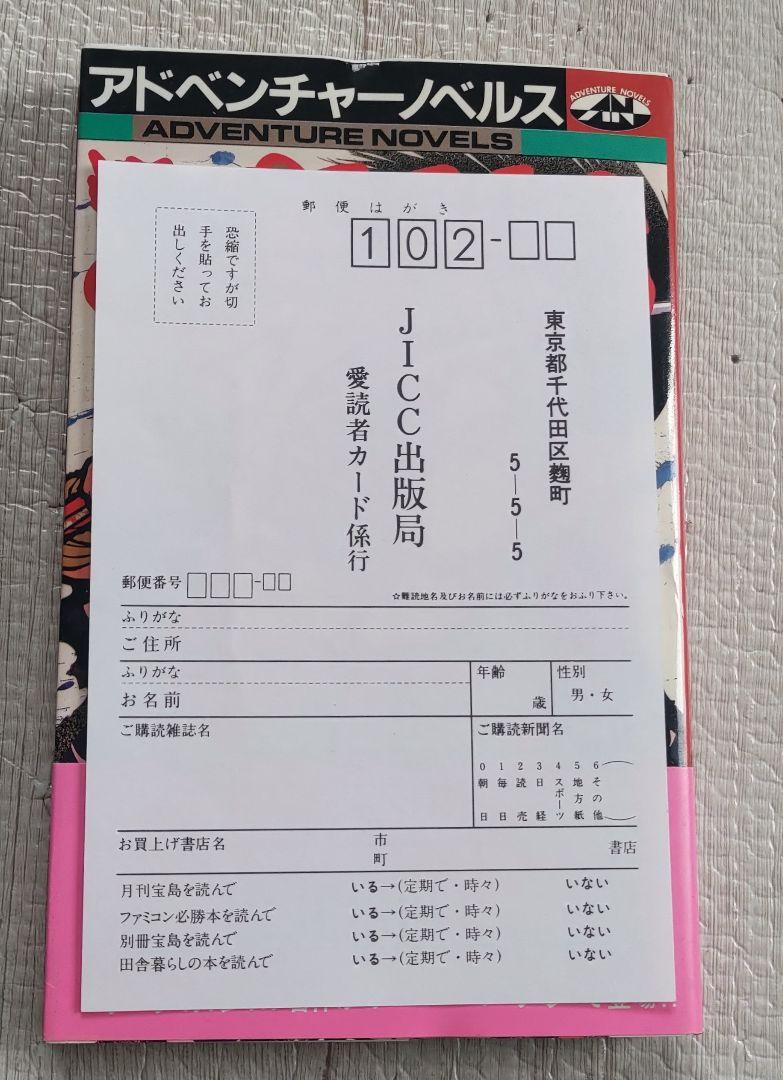 アドベンチャーノベルス
ADVENTURE NOVELS
ADVENTURE NOVELS
郵便はがき
102-□□
恐縮ですが切
手を貼ってお
出しください
東京都千代田区麴町
5—5—5
JICC出版局
愛読者カード係行
郵便番号□□□-□□
☆難読地名及びお名前には必ずふりがなをおふり下さい。
ふりがな
ご住所
ふりがな
お名前
年齢
歳
性別
男・女
ご購読雑誌名
ご購読新聞名
0 朝日
1 毎日
2 読売
3 日経
4 スポーツ
5 地方紙
6 その他( )
お買上げ書店名
市
町
書店
月刊宝島を読んで いる→(定期で・時々) いない
ファミコン必勝本を読んで いる→(定期で・時々) いない
別冊宝島を読んで いる→(定期で・時々) いない
田舎暮らしの本を読んで いる→(定期で・時々) いない